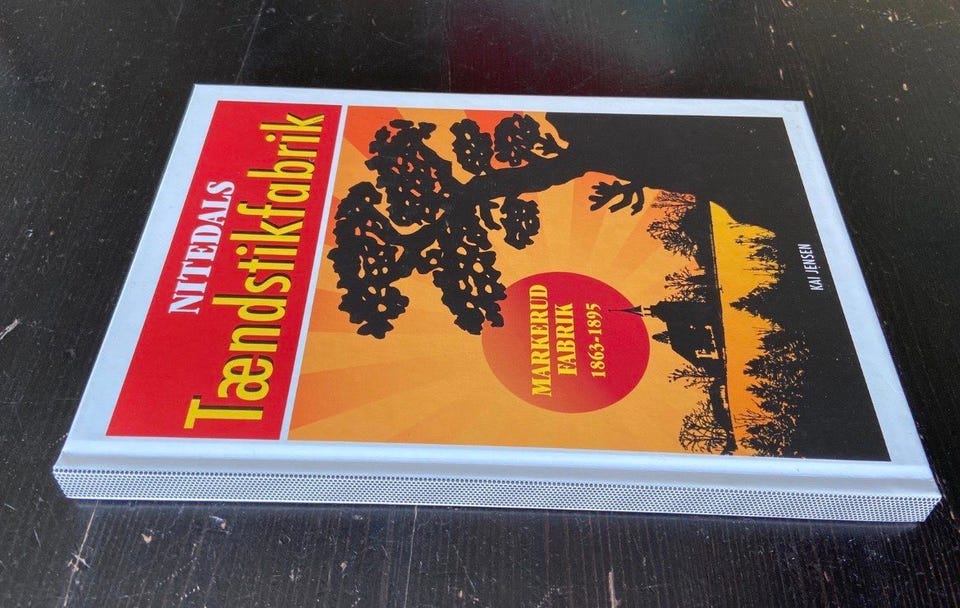 NITEDALS
Tændstikfabrik
MARKERUD
FABRIK
1863-1895
KAI JENSEN